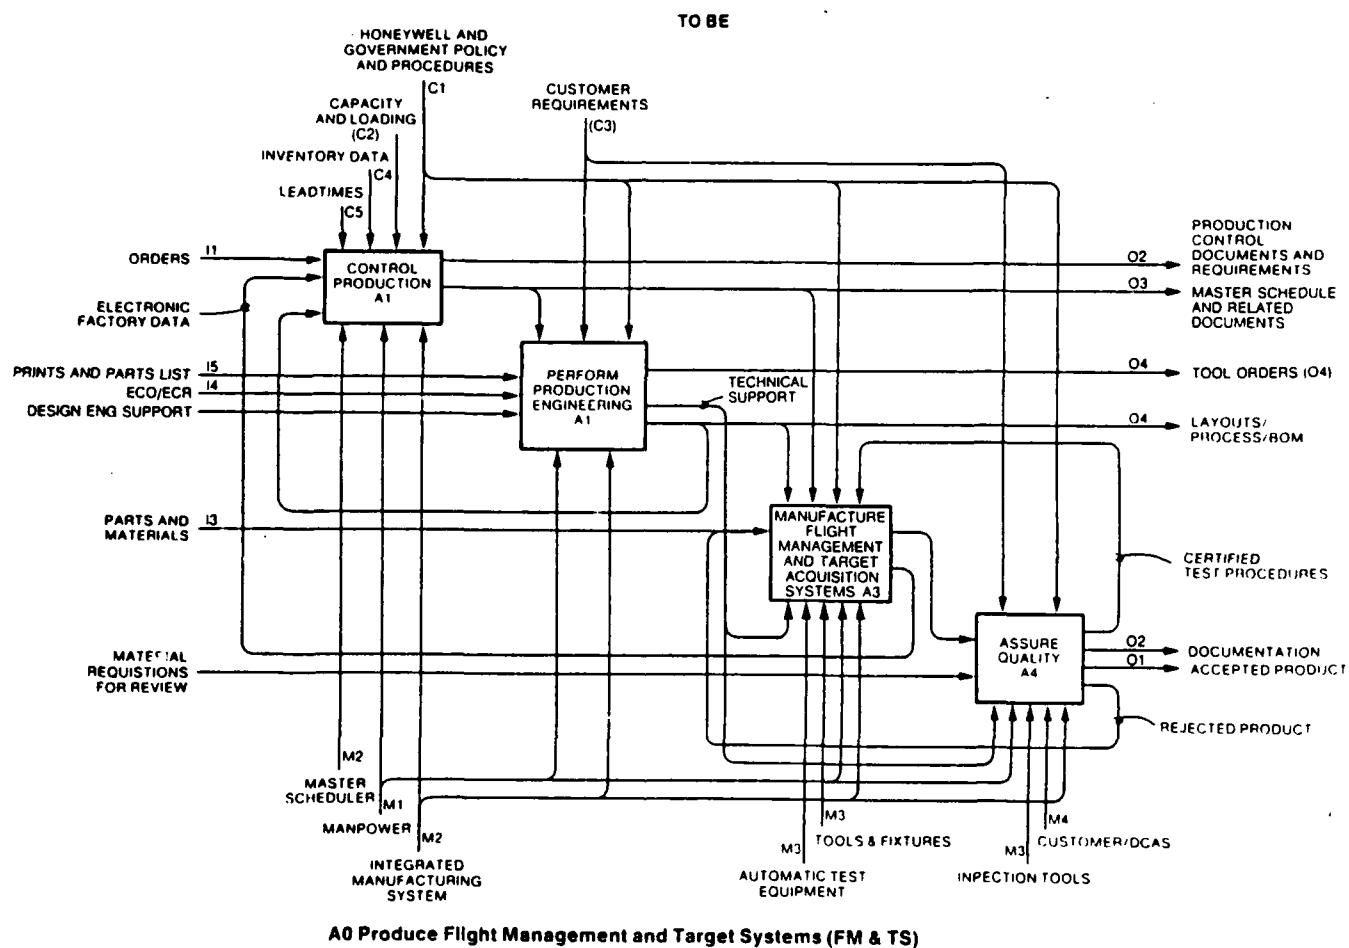 TO BE
HONEYWELL AND
GOVERNMENT POLICY
AND PROCEDURES
C1
CAPACITY
AND LOADING
(C2)
INVENTORY DATA
C4
LEADTIMES
C5
CUSTOMER
REQUIREMENTS
(C3)
ORDERS
I1
ELECTRONIC
FACTORY DATA
PRINTS AND PARTS LIST
I5
ECO/ECR
I4
DESIGN ENG SUPPORT
PARTS AND
MATERIALS
I3
MATERIAL
REQUISTIONS
FOR REVIEW
CONTROL
PRODUCTION
A1
PERFORM
PRODUCTION
ENGINEERING
A1
TECHNICAL
SUPPORT
MANUFACTURE
FLIGHT
MANAGEMENT
AND TARGET
ACQUISITION
SYSTEMS A3
ASSURE
QUALITY
A4
O2
PRODUCTION
CONTROL
DOCUMENTS AND
REQUIREMENTS
O3
MASTER SCHEDULE
AND RELATED
DOCUMENTS
O4
TOOL ORDERS (O4)
O4
LAYOUTS/
PROCESS/BOM
CERTIFIED
TEST PROCEDURES
O2
DOCUMENTATION
O1
ACCEPTED PRODUCT
REJECTED PRODUCT
M2
MASTER
SCHEDULER
M1
MANPOWER
M2
INTEGRATED
MANUFACTURING
SYSTEM
M3
TOOLS & FIXTURES
M3
AUTOMATIC TEST
EQUIPMENT
M4
CUSTOMER/DCAS
M3
INPECTION TOOLS
A0 Produce Flight Management and Target Systems (FM & TS)